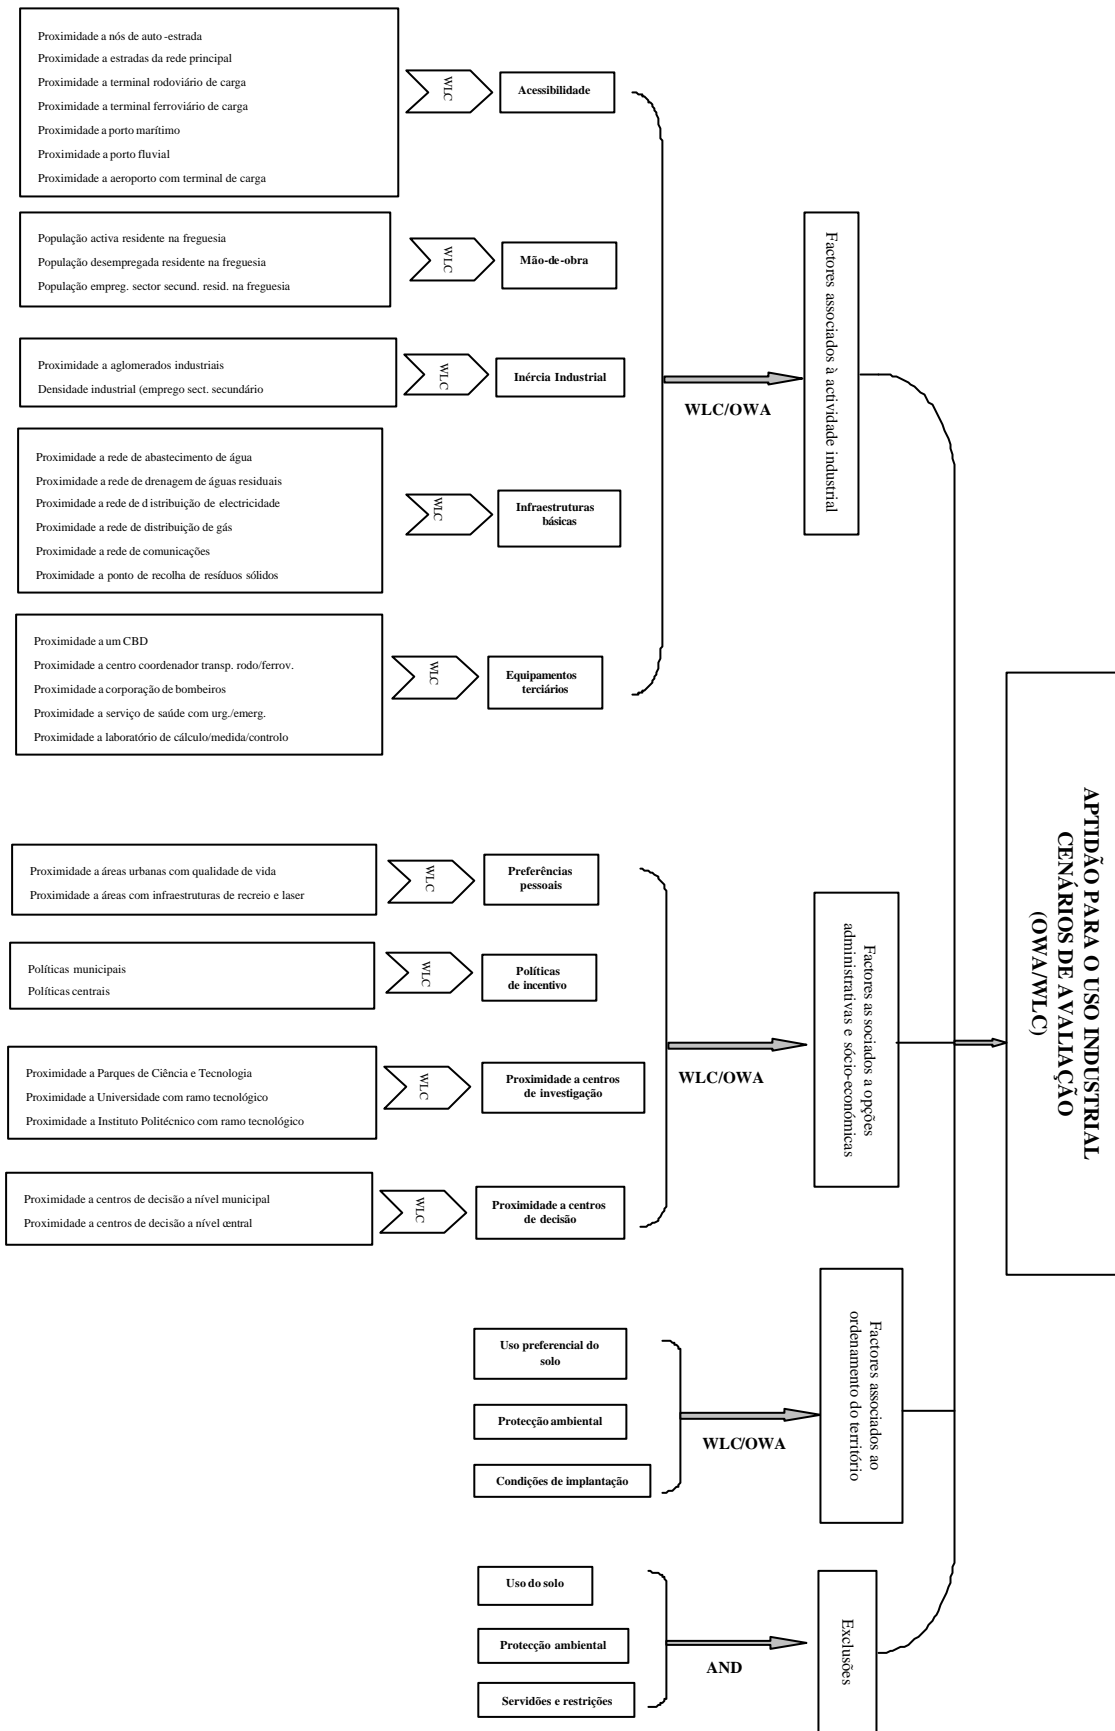 Proximidade a nós de auto -estrada
Proximidade a estradas da rede principal
Proximidade a terminal rodoviário de carga
Proximidade a terminal ferroviário de carga
Proximidade a porto marítimo
Proximidade a porto fluvial
Proximidade a aeroporto com terminal de carga
WLC
Acessibilidade
População activa residente na freguesia
População desempregada residente na freguesia
População empreg. sector secund. resid. na freguesia
WLC
Mão-de-obra
Proximidade a aglomerados industriais
Densidade industrial (emprego sect. secundário
WLC
Inércia Industrial
Proximidade a rede de abastecimento de água
Proximidade a rede de drenagem de águas residuais
Proximidade a rede de d istribuição de electricidade
Proximidade a rede de distribuição de gás
Proximidade a rede de comunicações
Proximidade a ponto de recolha de resíduos sólidos
WLC
Infraestruturas
básicas
Proximidade a um CBD
Proximidade a centro coordenador transp. rodo/ferrov.
Proximidade a corporação de bombeiros
Proximidade a serviço de saúde com urg./emerg.
Proximidade a laboratório de cálculo/medida/controlo
WLC
Equipamentos
terciários
WLC/OWA
Factores associados à actividade industrial
Proximidade a áreas urbanas com qualidade de vida
Proximidade a áreas com infraestruturas de recreio e laser
WLC
Preferências
pessoais
Políticas municipais
Políticas centrais
WLC
Políticas
de incentivo
Proximidade a Parques de Ciência e Tecnologia
Proximidade a Universidade com ramo tecnológico
Proximidade a Instituto Politécnico com ramo tecnológico
WLC
Proximidade a centros
de investigação
Proximidade a centros de decisão a nível municipal
Proximidade a centros de decisão a nível central
WLC
Proximidade a centros
de decisão
WLC/OWA
Factores as sociados a opções
administrativas e sócio-económicas
Uso preferencial do
solo
Protecção ambiental
Condições de implantação
WLC/OWA
Factores associados ao
ordenamento do território
Uso do solo
Protecção ambiental
Servidões e restrições
AND
Exclusões
APTIDÃO PARA O USO INDUSTRIAL
CENÁRIOS DE AVALIAÇÃO
(OWA/WLC)